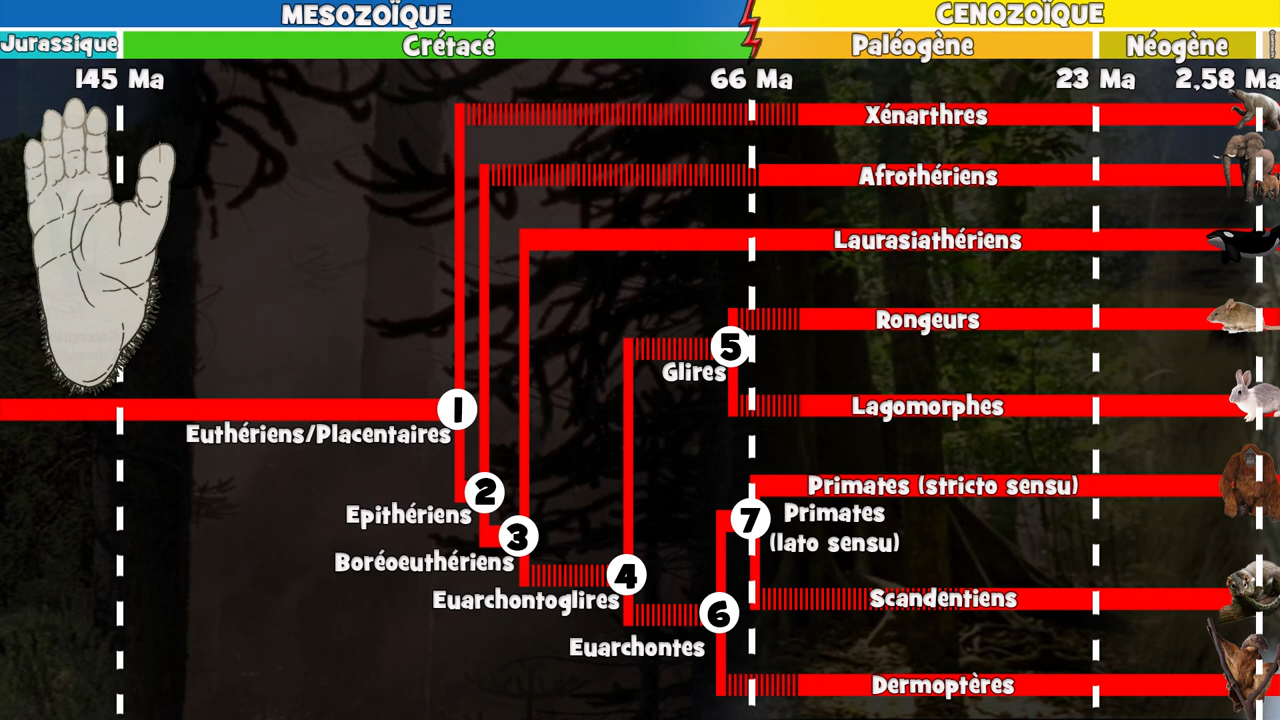 MESOZOÏQUE
CENOZOÏQUE
Jurassique
Crétacé
Paléogène
Néogène
145 Ma
66 Ma
23 Ma
2,58 Ma
Xénarthres
Afrothériens
Laurasiathériens
Rongeurs
5
Glires
Lagomorphes
1
Euthériens/Placentaires
Primates (stricto sensu)
2
Epithériens
7
Primates
(lato sensu)
3
Boréoeuthériens
4
Euarchontoglires
Scandentiens
6
Euarchontes
Dermoptères